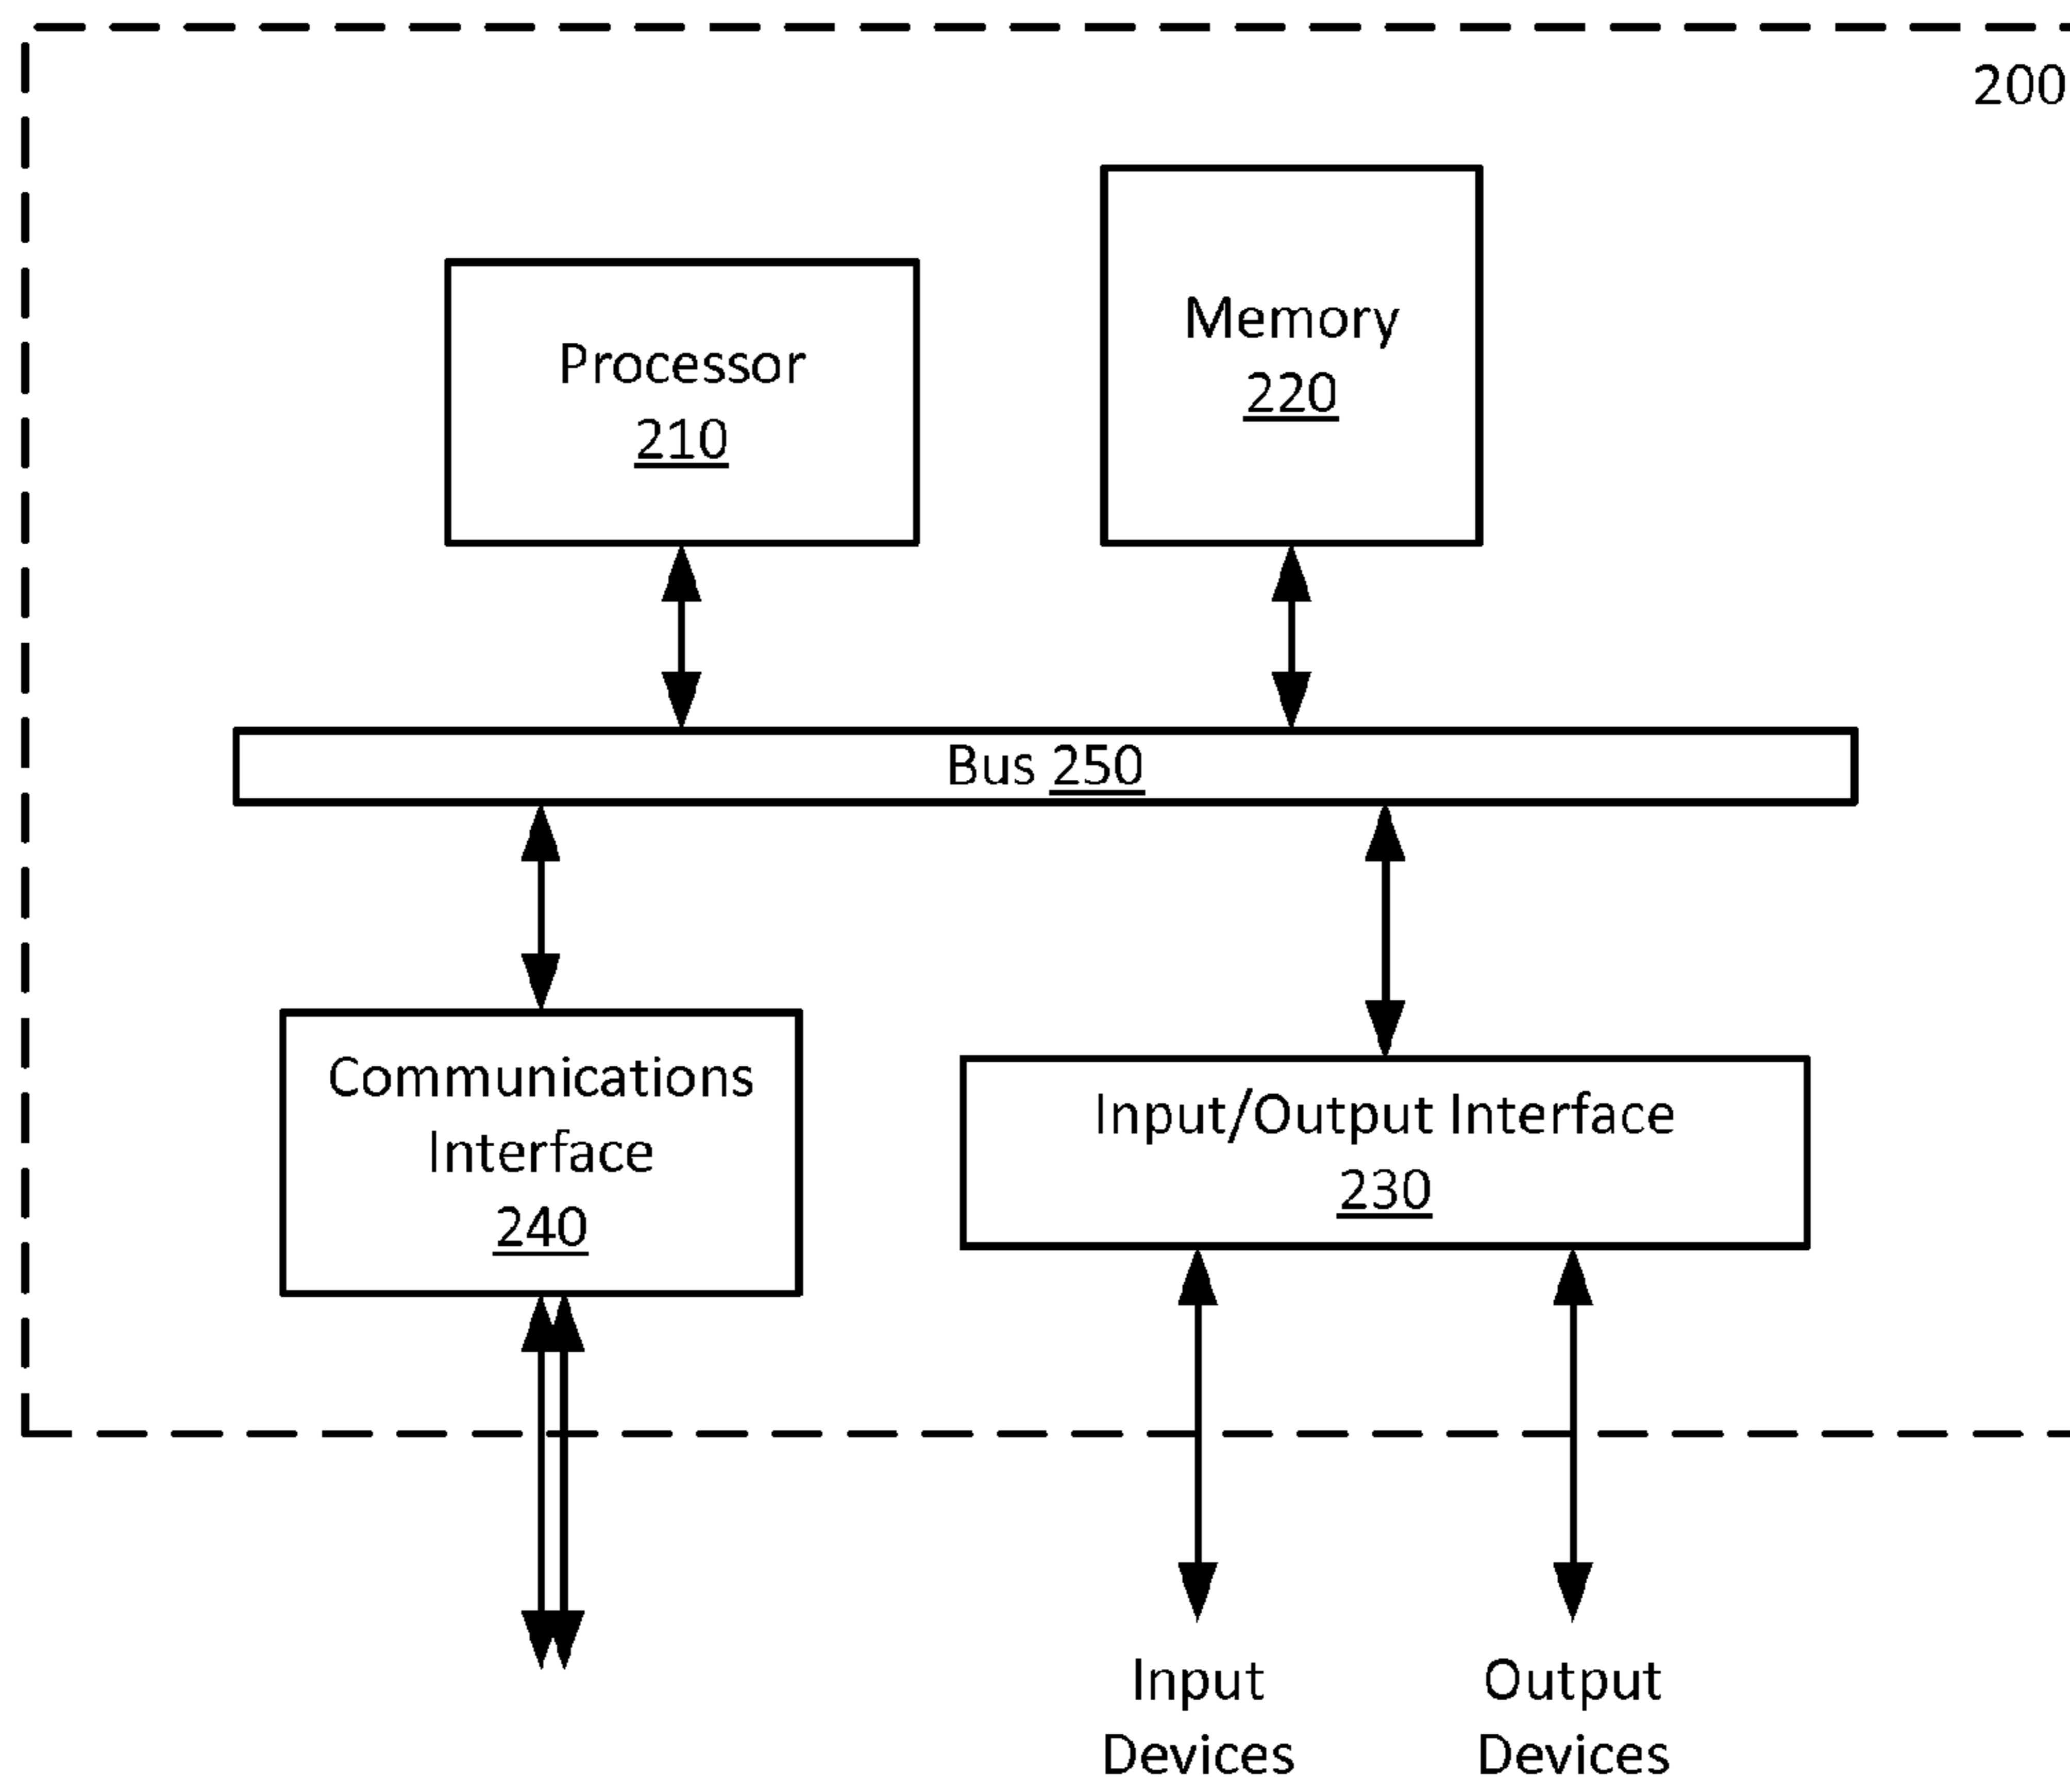 200
Processor
210
Memory
220
Bus 250
Communications
Interface
240
Input/Output Interface
230
Input
Devices
Output
Devices